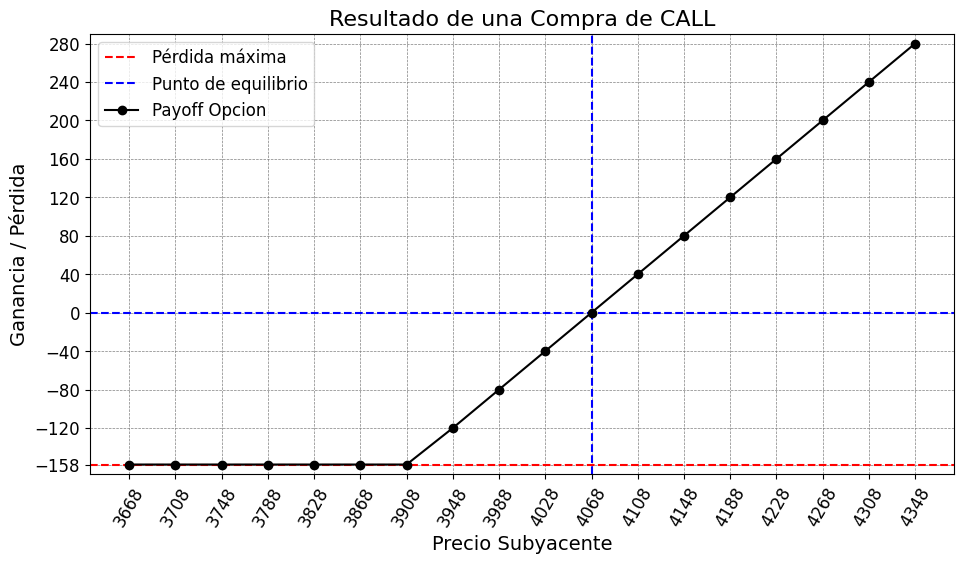 Resultado de una Compra de CALL
Pérdida máxima
Punto de equilibrio
Payoff Opcion
Ganancia / Pérdida
280
240
200
160
120
80
40
0
−40
−80
−120
−158
3668 3708 3748 3788 3828 3868 3908 3948 3988 4028 4068 4108 4148 4188 4228 4268 4308 4348
Precio Subyacente